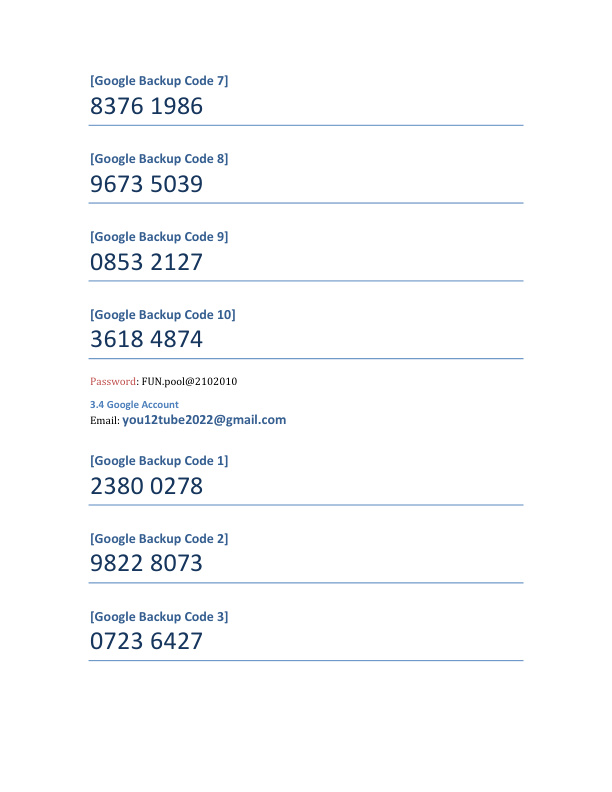 [Google Backup Code 7]
8376 1986
[Google Backup Code 8]
9673 5039
[Google Backup Code 9]
0853 2127
[Google Backup Code 10]
3618 4874
Password: FUN.pool@2102010
3.4 Google Account
Email: you12tube2022@gmail.com
[Google Backup Code 1]
2380 0278
[Google Backup Code 2]
9822 8073
[Google Backup Code 3]
0723 6427